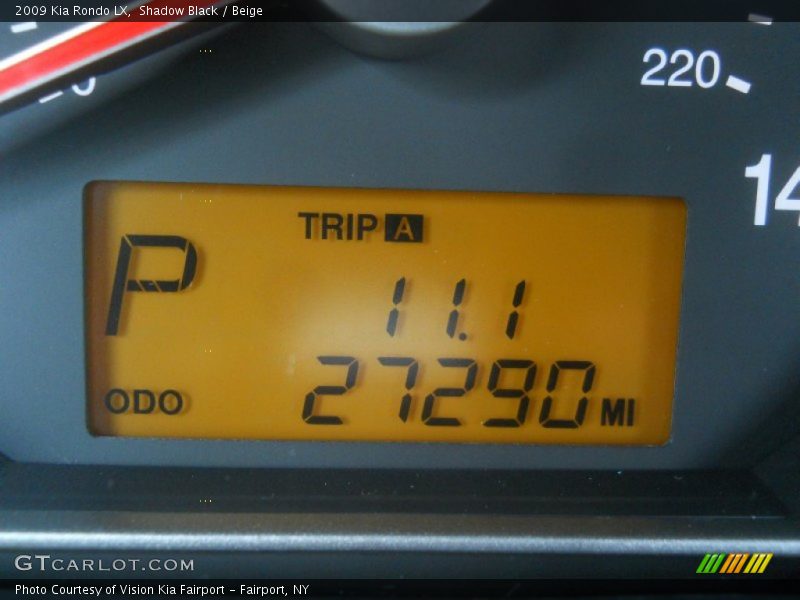 2009 Kia Rondo LX, Shadow Black / Beige
0
220
14
TRIP A
P
11.1
ODO 27290 MI
GTCARLOT.COM
Photo Courtesy of Vision Kia Fairport - Fairport, NY